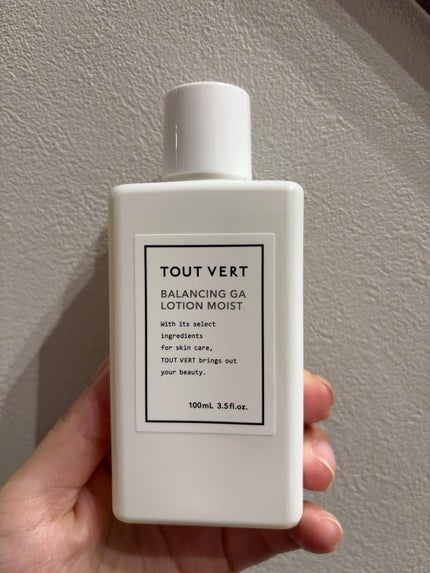 TOUT VERT
BALANCING GA
LOTION MOIST
With its select
ingredients
for skin care,
TOUT VERT brings out
your beauty.
100mL 3.5fl.oz.